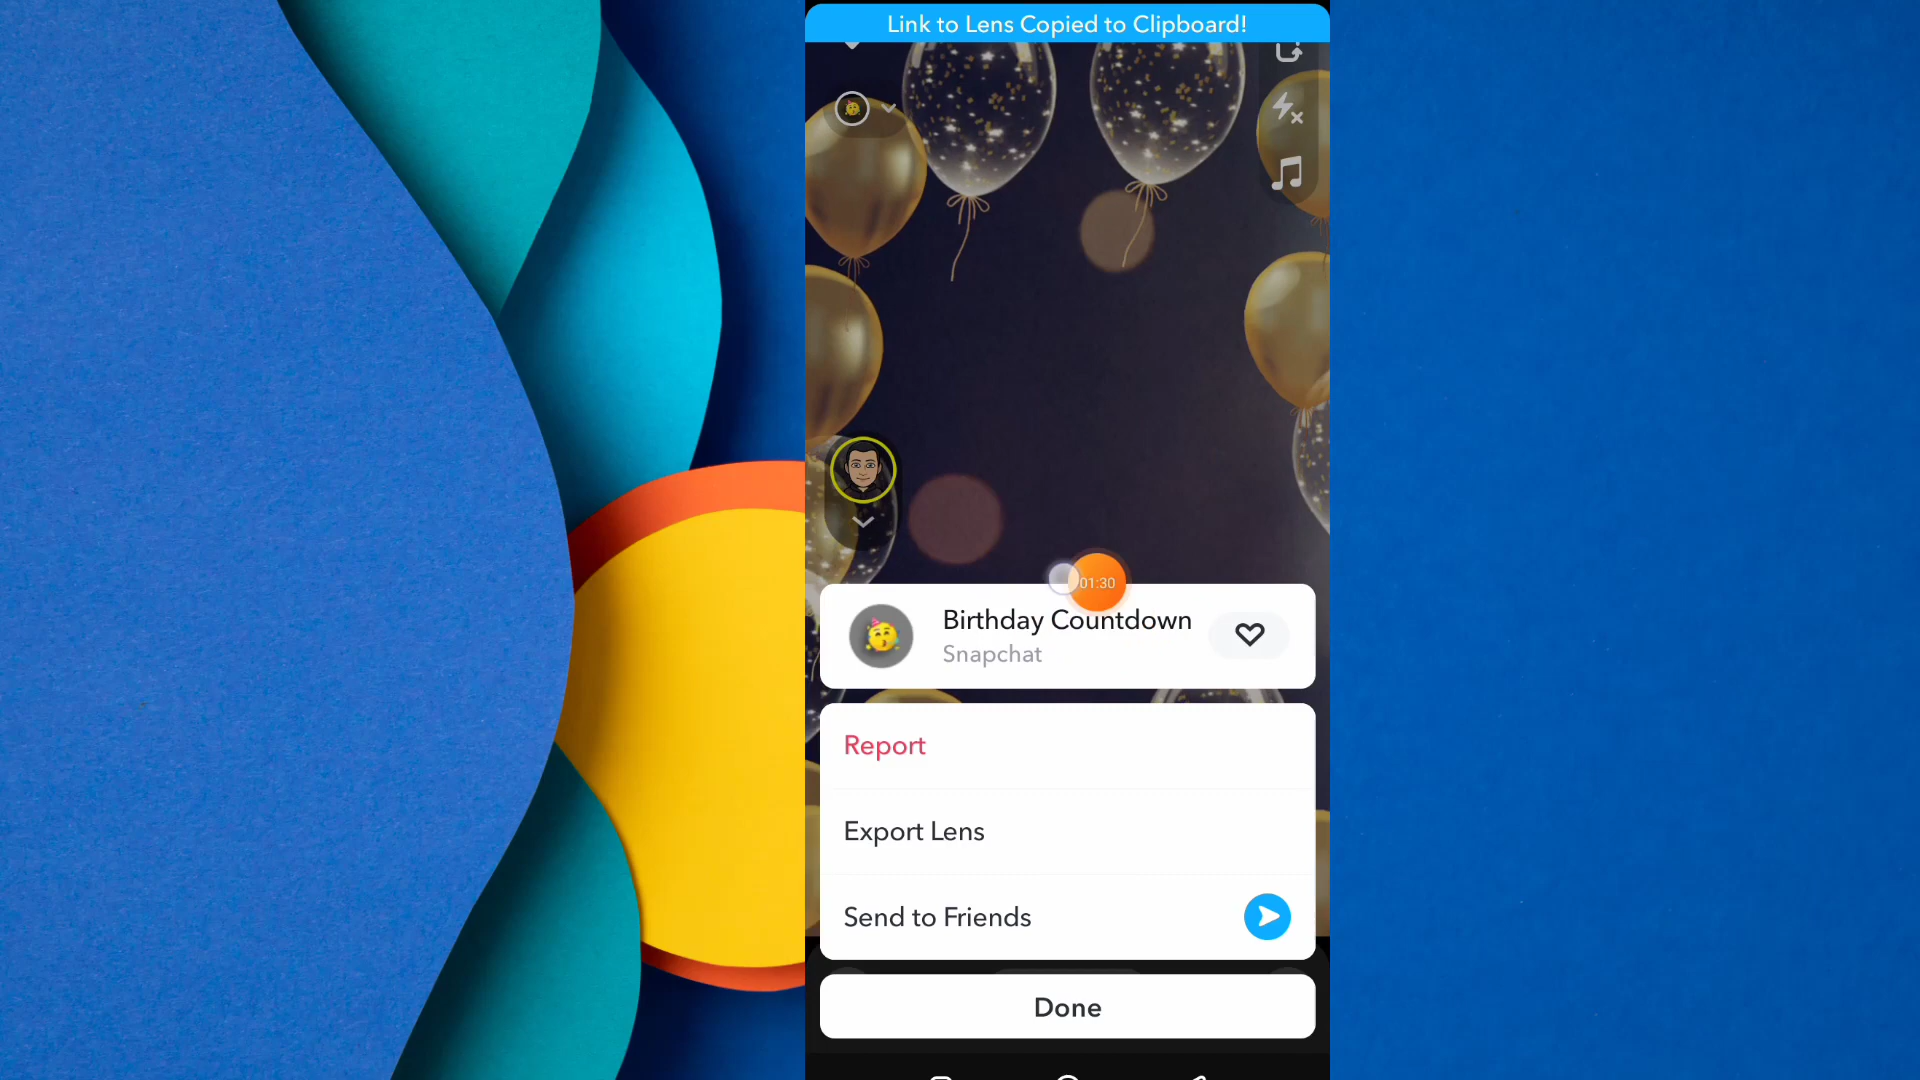 Link to Lens Copied to Clipboard!
01:30
Birthday Countdown
Snapchat
Report
Export Lens
Send to Friends
Done